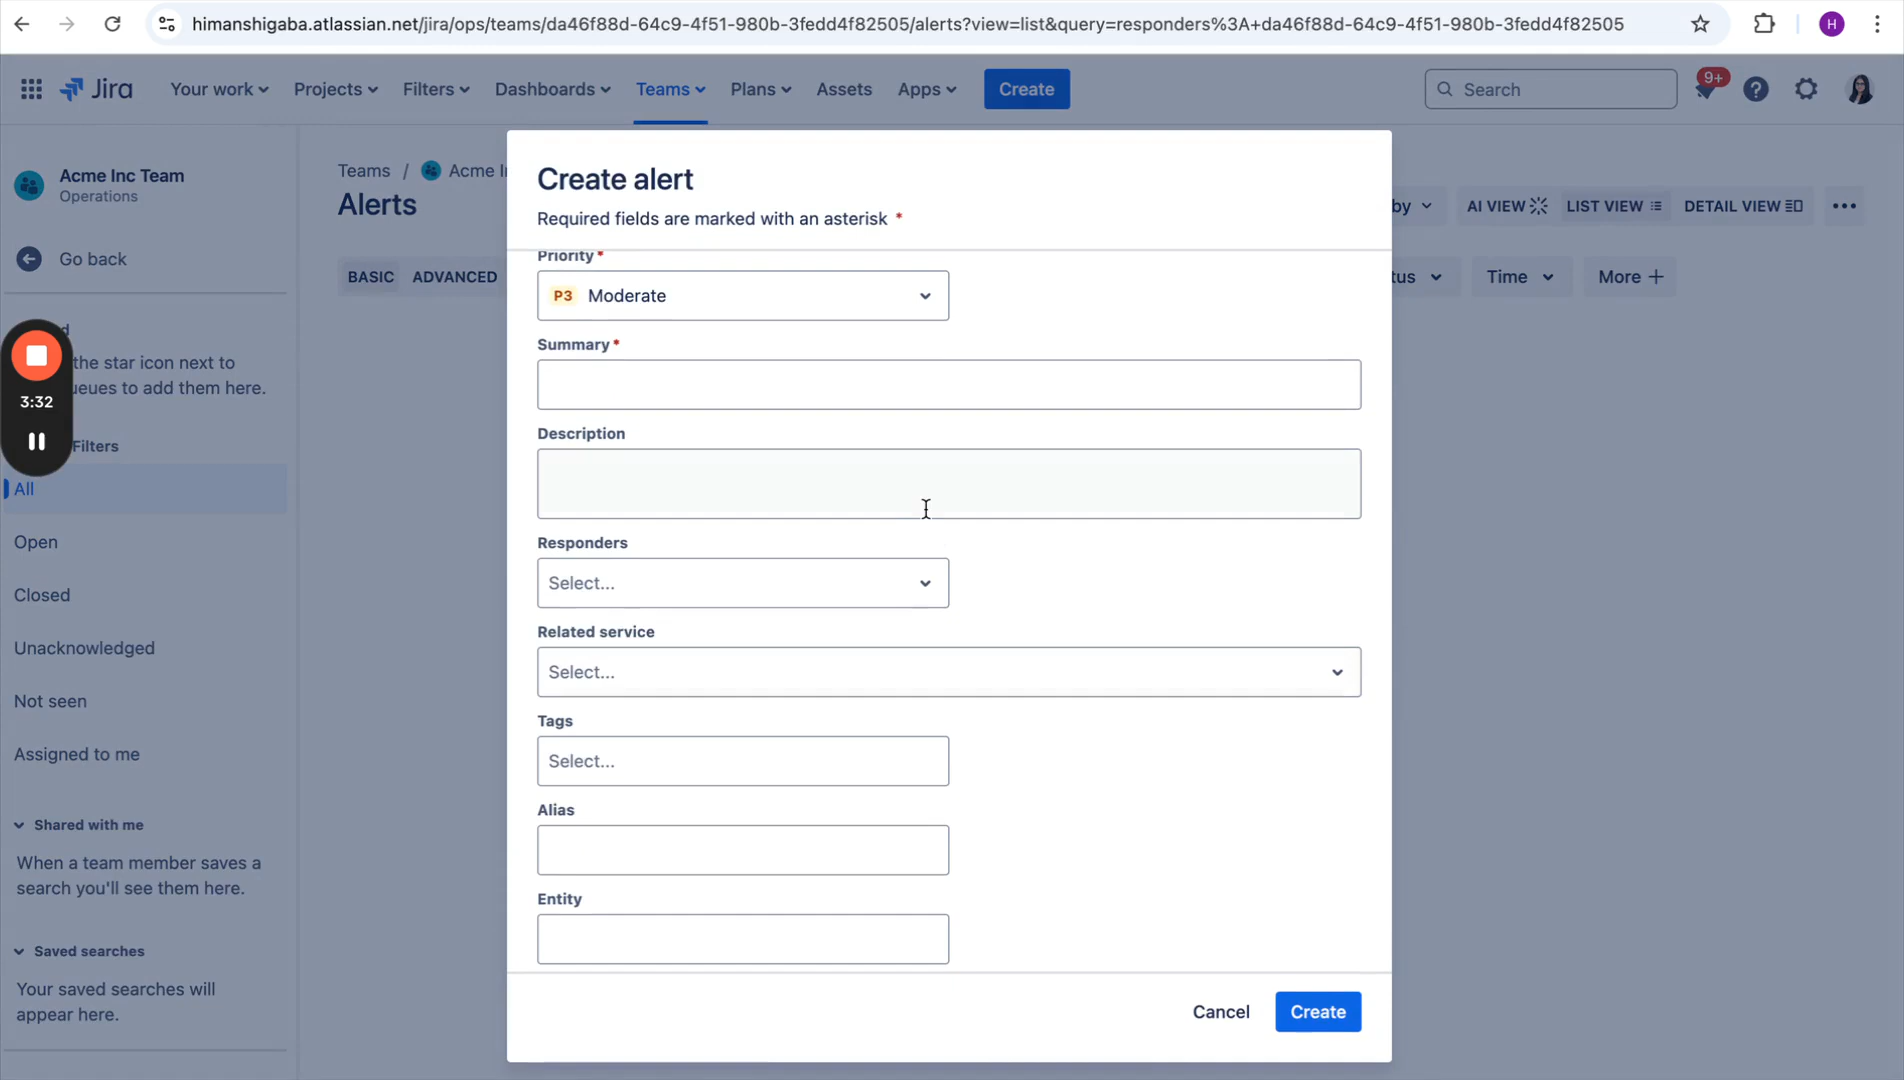 himanshigaba.atlassian.net/jira/ops/teams/da46f88d-64c9-4f51-980b-3fedd4f82505/alerts?view=list&query=responders%3A+da46f88d-64c9-4f51-980b-3fedd4f82505
H
Jira
Your work
Projects
Filters
Dashboards
Teams
Plans
Assets
Apps
Create
Search
9+
Acme Inc Team
Operations
Go back
d
the star icon next to
ueues to add them here.
3:32
Filters
All
Open
Closed
Unacknowledged
Not seen
Assigned to me
Shared with me
When a team member saves a
search you'll see them here.
Saved searches
Your saved searches will
appear here.
Teams / Acme I
Alerts
BASIC ADVANCED
by
AI VIEW
LIST VIEW
DETAIL VIEW
tus
Time
More +
Create alert
Required fields are marked with an asterisk *
Priority *
P3 Moderate
Summary *
Description
Responders
Select...
Related service
Select...
Tags
Select...
Alias
Entity
Cancel
Create